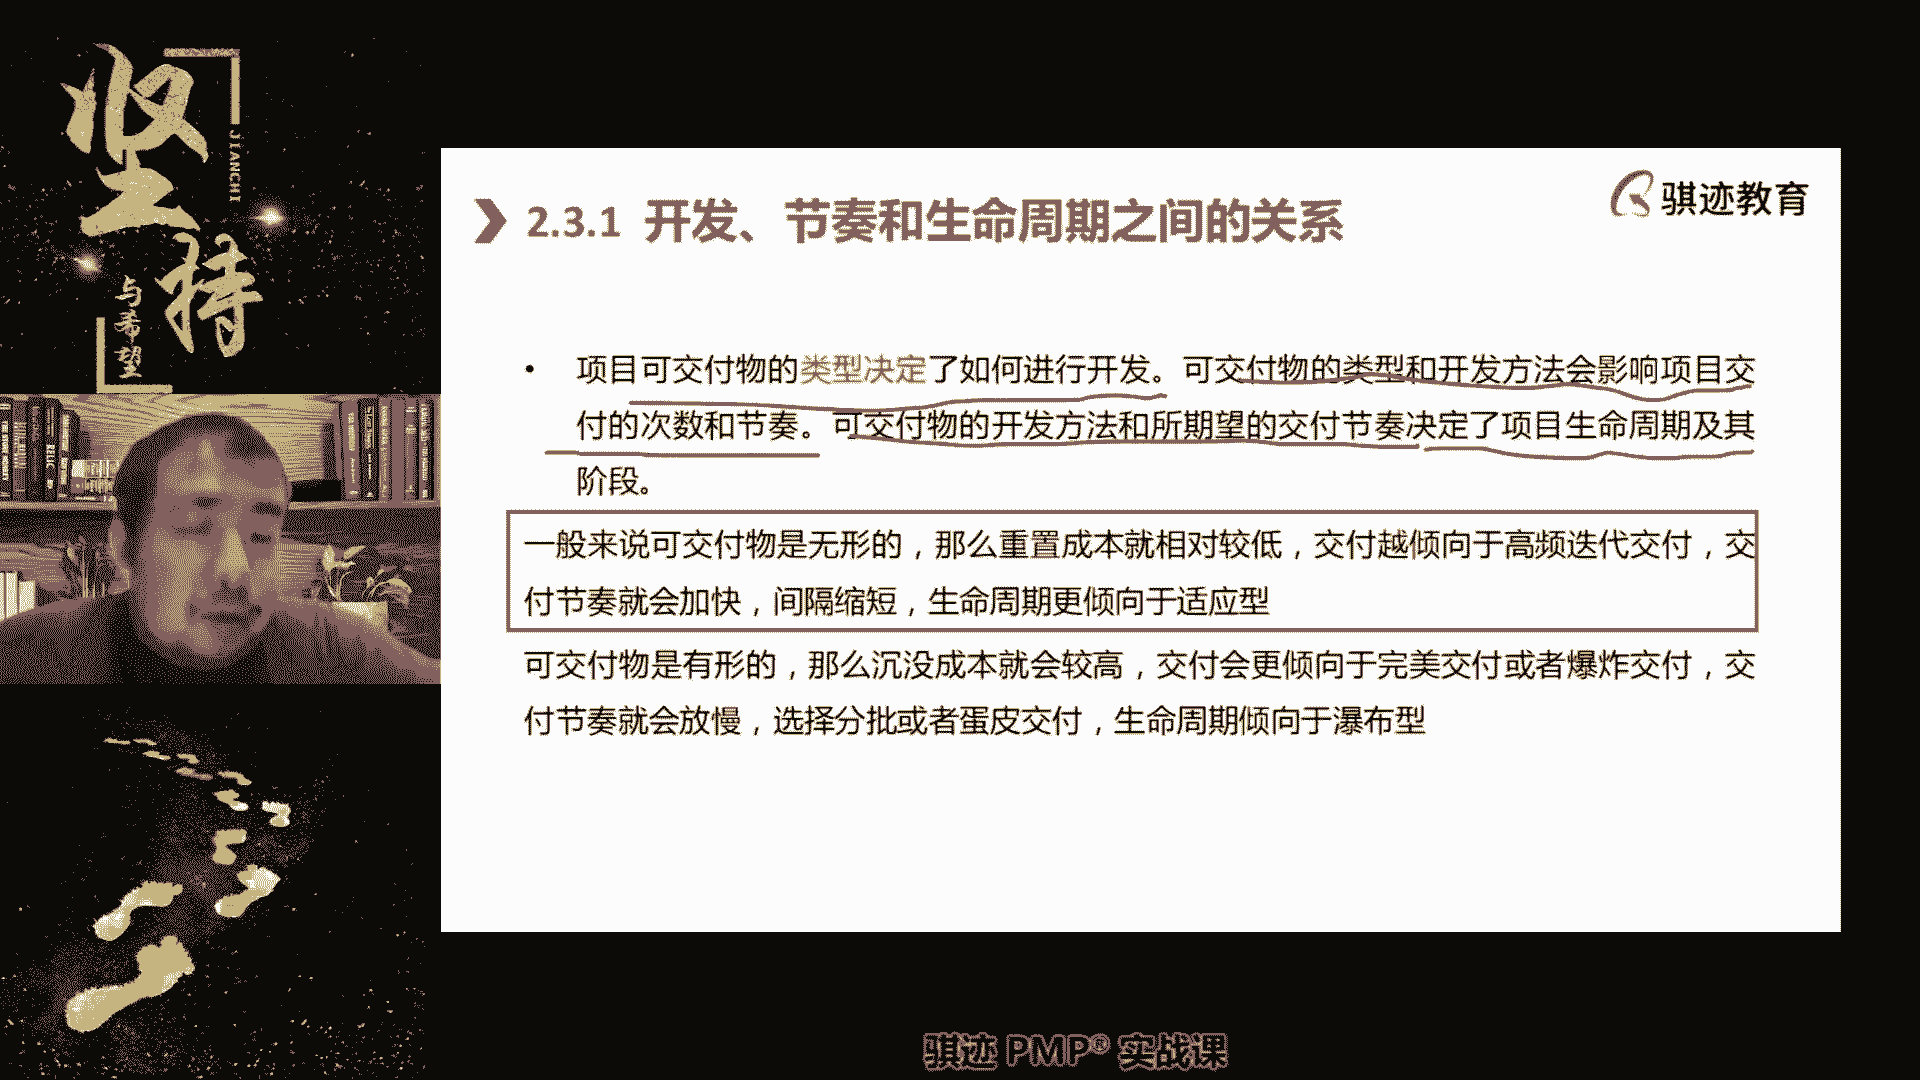 坚持
JIANCHI
与希望
骐迹教育
2.3.1 开发、节奏和生命周期之间的关系
• 项目可交付物的类型决定了如何进行开发。可交付物的类型和开发方法会影响项目交
付的次数和节奏。可交付物的开发方法和所期望的交付节奏决定了项目生命周期及其
阶段。
一般来说可交付物是无形的，那么重置成本就相对较低，交付越倾向于高频迭代交付，交
付节奏就会加快，间隔缩短，生命周期更倾向于适应型
可交付物是有形的，那么沉没成本就会较高，交付会更倾向于完美交付或者爆炸交付，交
付节奏就会放慢，选择分批或者蛋皮交付，生命周期倾向于瀑布型
骐迹 PMP® 实战课